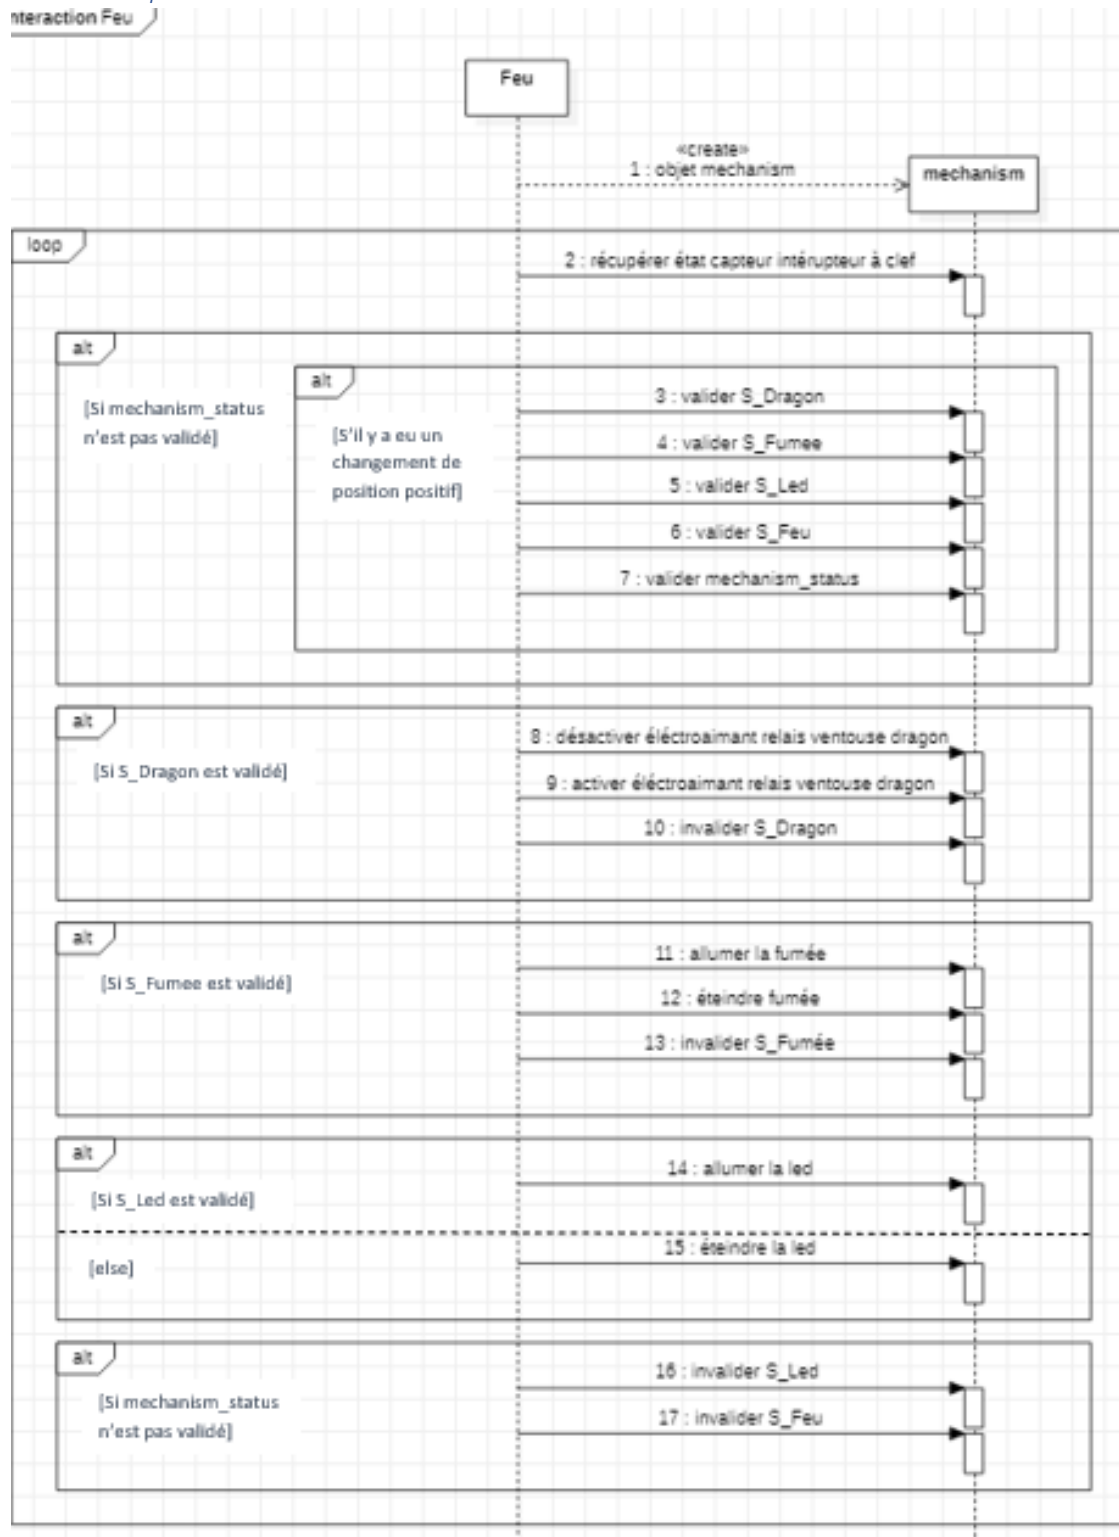 nteraction Feu
Feu
«create»
1 : objet mechanism
mechanism
loop
2 : récupérer état capteur intérupteur à clef
alt
[Si mechanism_status
n'est pas validé]
alt
[S'il y a eu un
changement de
position positif]
3 : valider S_Dragon
4 : valider S_Fumee
5 : valider S_Led
6 : valider S_Feu
7 : valider mechanism_status
alt
[Si S_Dragon est validé]
8 : désactiver éléctroaimant relais ventouse dragon
9 : activer éléctroaimant relais ventouse dragon
10 : invalider S_Dragon
alt
[Si S_Fumee est validé]
11 : allumer la fumée
12 : éteindre fumée
13 : invalider S_Fumée
alt
[Si S_Led est validé]
14 : allumer la led
15 : éteindre la led
[else]
alt
[Si mechanism_status
n'est pas validé]
16 : invalider S_Led
17 : invalider S_Feu